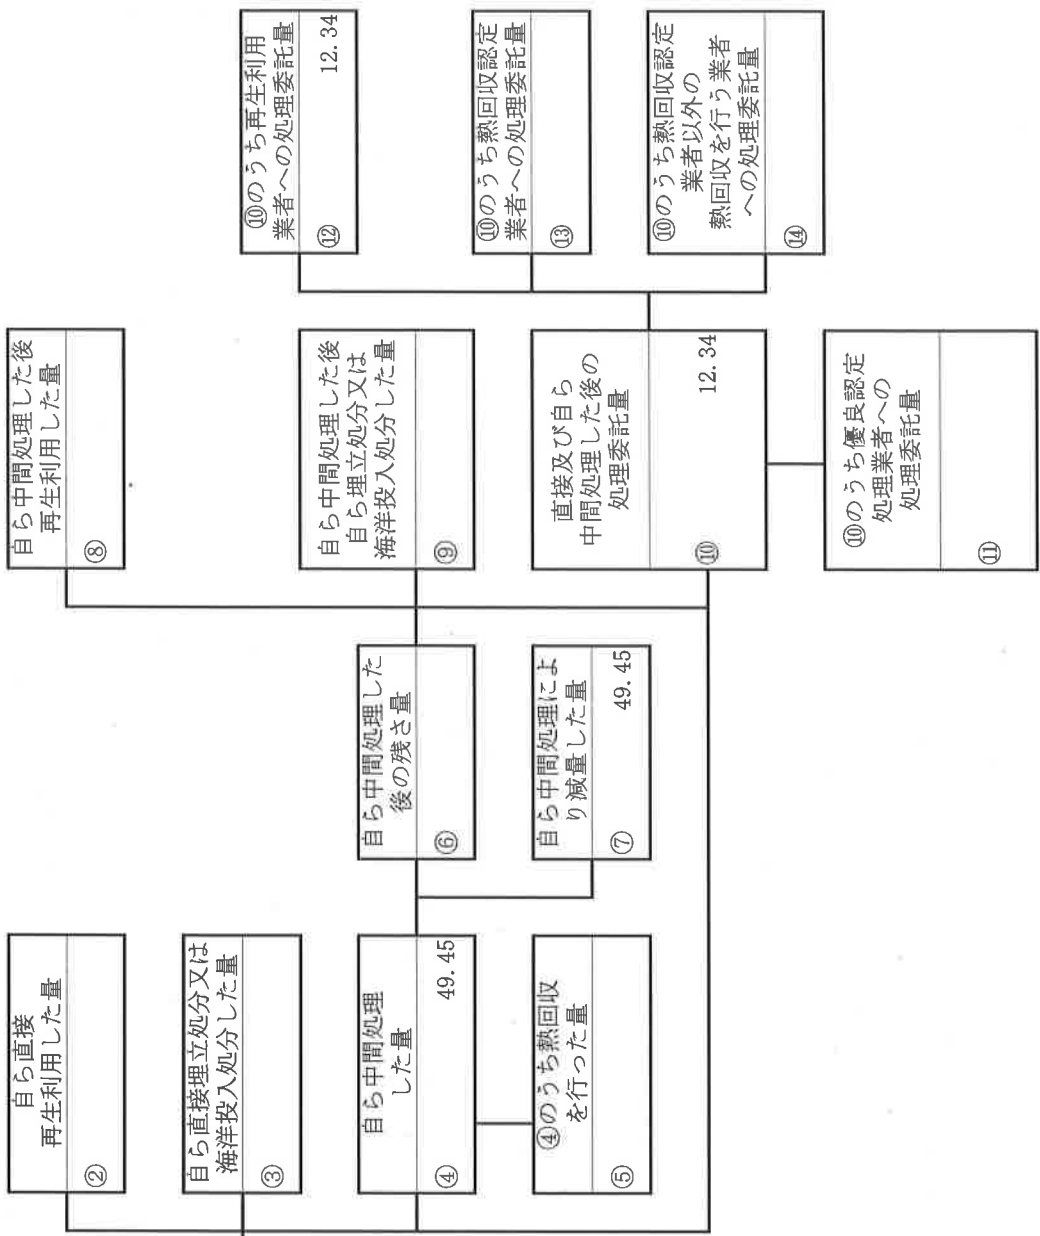 自ら直接
再生利用した量
②
自ら直接埋立処分又は
海洋投入処分した量
③
自ら中間処理
した量
④ 49.45
④のうち熱回収
を行った量
⑤
自ら中間処理した
後の残さ量
⑥
自ら中間処理によ
り減量した量
⑦ 49.45
自ら中間処理した後
再生利用した量
⑧
自ら中間処理した後
自ら埋立処分又は
海洋投入処分した量
⑨
直接及び自ら
中間処理した後の
処理委託量
⑩ 12.34
⑩のうち優良認定
処理業者への
処理委託量
⑪
⑩のうち再生利用
業者への処理委託量
⑫ 12.34
⑩のうち熱回収認定
業者への処理委託量
⑬
⑩のうち熱回収認定
業者以外の
熱回収を行う業者
への処理委託量
⑭